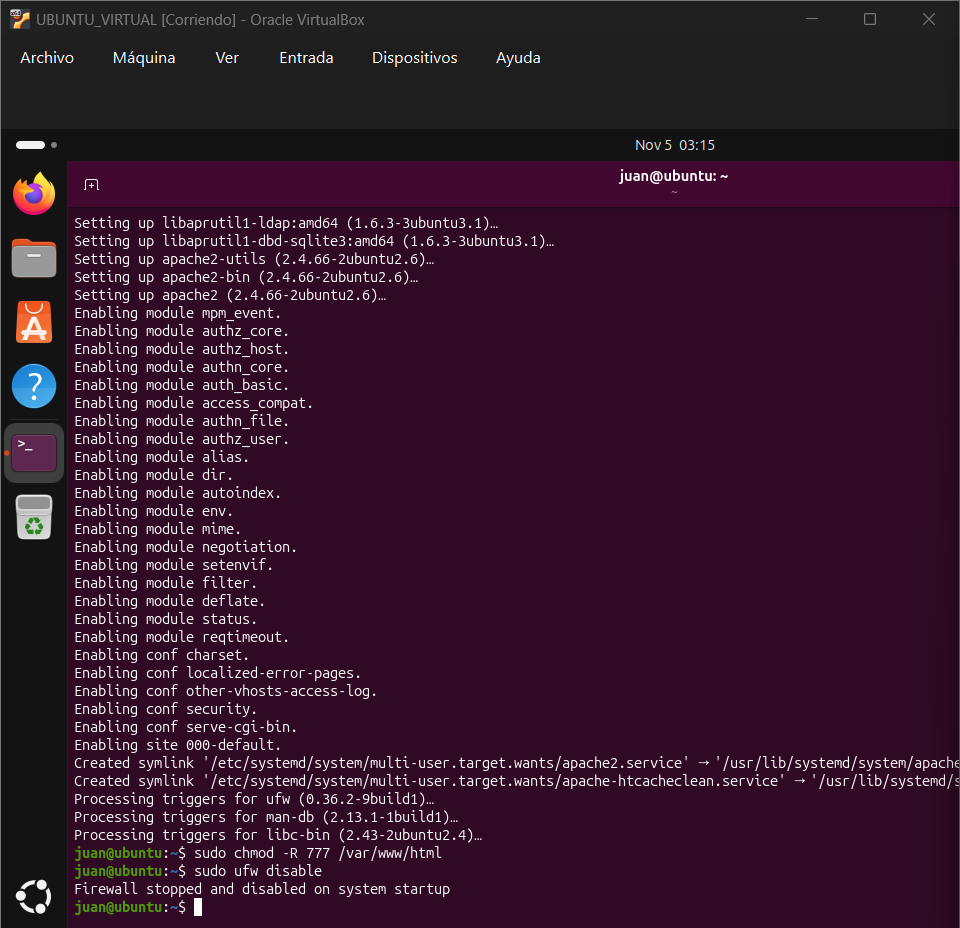 UBUNTU_VIRTUAL [Corriendo] - Oracle VirtualBox
Archivo Máquina Ver Entrada Dispositivos Ayuda
Nov 5 03:15
juan@ubuntu: ~
~
Setting up libaprutil1-ldap:amd64 (1.6.3-3ubuntu3.1)…
Setting up libaprutil1-dbd-sqlite3:amd64 (1.6.3-3ubuntu3.1)…
Setting up apache2-utils (2.4.66-2ubuntu2.6)…
Setting up apache2-bin (2.4.66-2ubuntu2.6)…
Setting up apache2 (2.4.66-2ubuntu2.6)…
Enabling module mpm_event.
Enabling module authz_core.
Enabling module authz_host.
Enabling module authn_core.
Enabling module auth_basic.
Enabling module access_compat.
Enabling module authn_file.
Enabling module authz_user.
Enabling module alias.
Enabling module dir.
Enabling module autoindex.
Enabling module env.
Enabling module mime.
Enabling module negotiation.
Enabling module setenvif.
Enabling module filter.
Enabling module deflate.
Enabling module status.
Enabling module reqtimeout.
Enabling conf charset.
Enabling conf localized-error-pages.
Enabling conf other-vhosts-access-log.
Enabling conf security.
Enabling conf serve-cgi-bin.
Enabling site 000-default.
Created symlink '/etc/systemd/system/multi-user.target.wants/apache2.service' → '/usr/lib/systemd/system/apache
Created symlink '/etc/systemd/system/multi-user.target.wants/apache-htcacheclean.service' → '/usr/lib/systemd/s
Processing triggers for ufw (0.36.2-9build1)…
Processing triggers for man-db (2.13.1-1build1)…
Processing triggers for libc-bin (2.43-2ubuntu2.4)…
juan@ubuntu:~$ sudo chmod -R 777 /var/www/html
juan@ubuntu:~$ sudo ufw disable
Firewall stopped and disabled on system startup
juan@ubuntu:~$